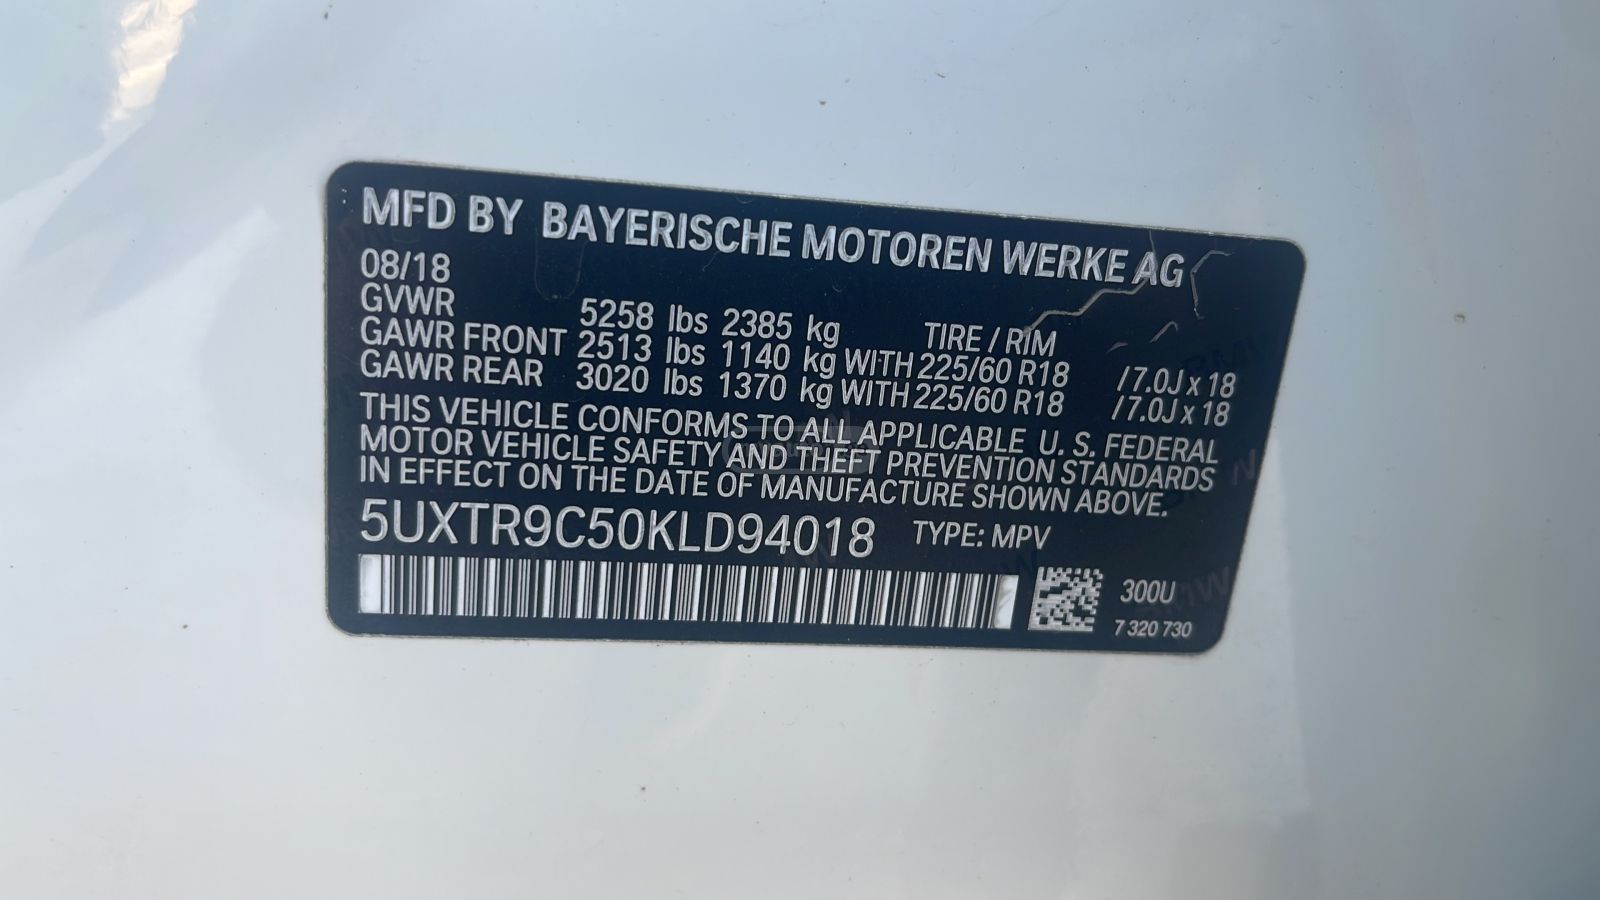 MFD BY BAYERISCHE MOTOREN WERKE AG
08/18
GVWR 5258 lbs 2385 kg TIRE / RIM
GAWR FRONT 2513 lbs 1140 kg WITH 225/60 R18 / 7.0J x 18
GAWR REAR 3020 lbs 1370 kg WITH 225/60 R18 / 7.0J x 18
THIS VEHICLE CONFORMS TO ALL APPLICABLE U. S. FEDERAL
MOTOR VEHICLE SAFETY AND THEFT PREVENTION STANDARDS
IN EFFECT ON THE DATE OF MANUFACTURE SHOWN ABOVE.
5UXTR9C50KLD94018 TYPE: MPV
300U
7 320 730